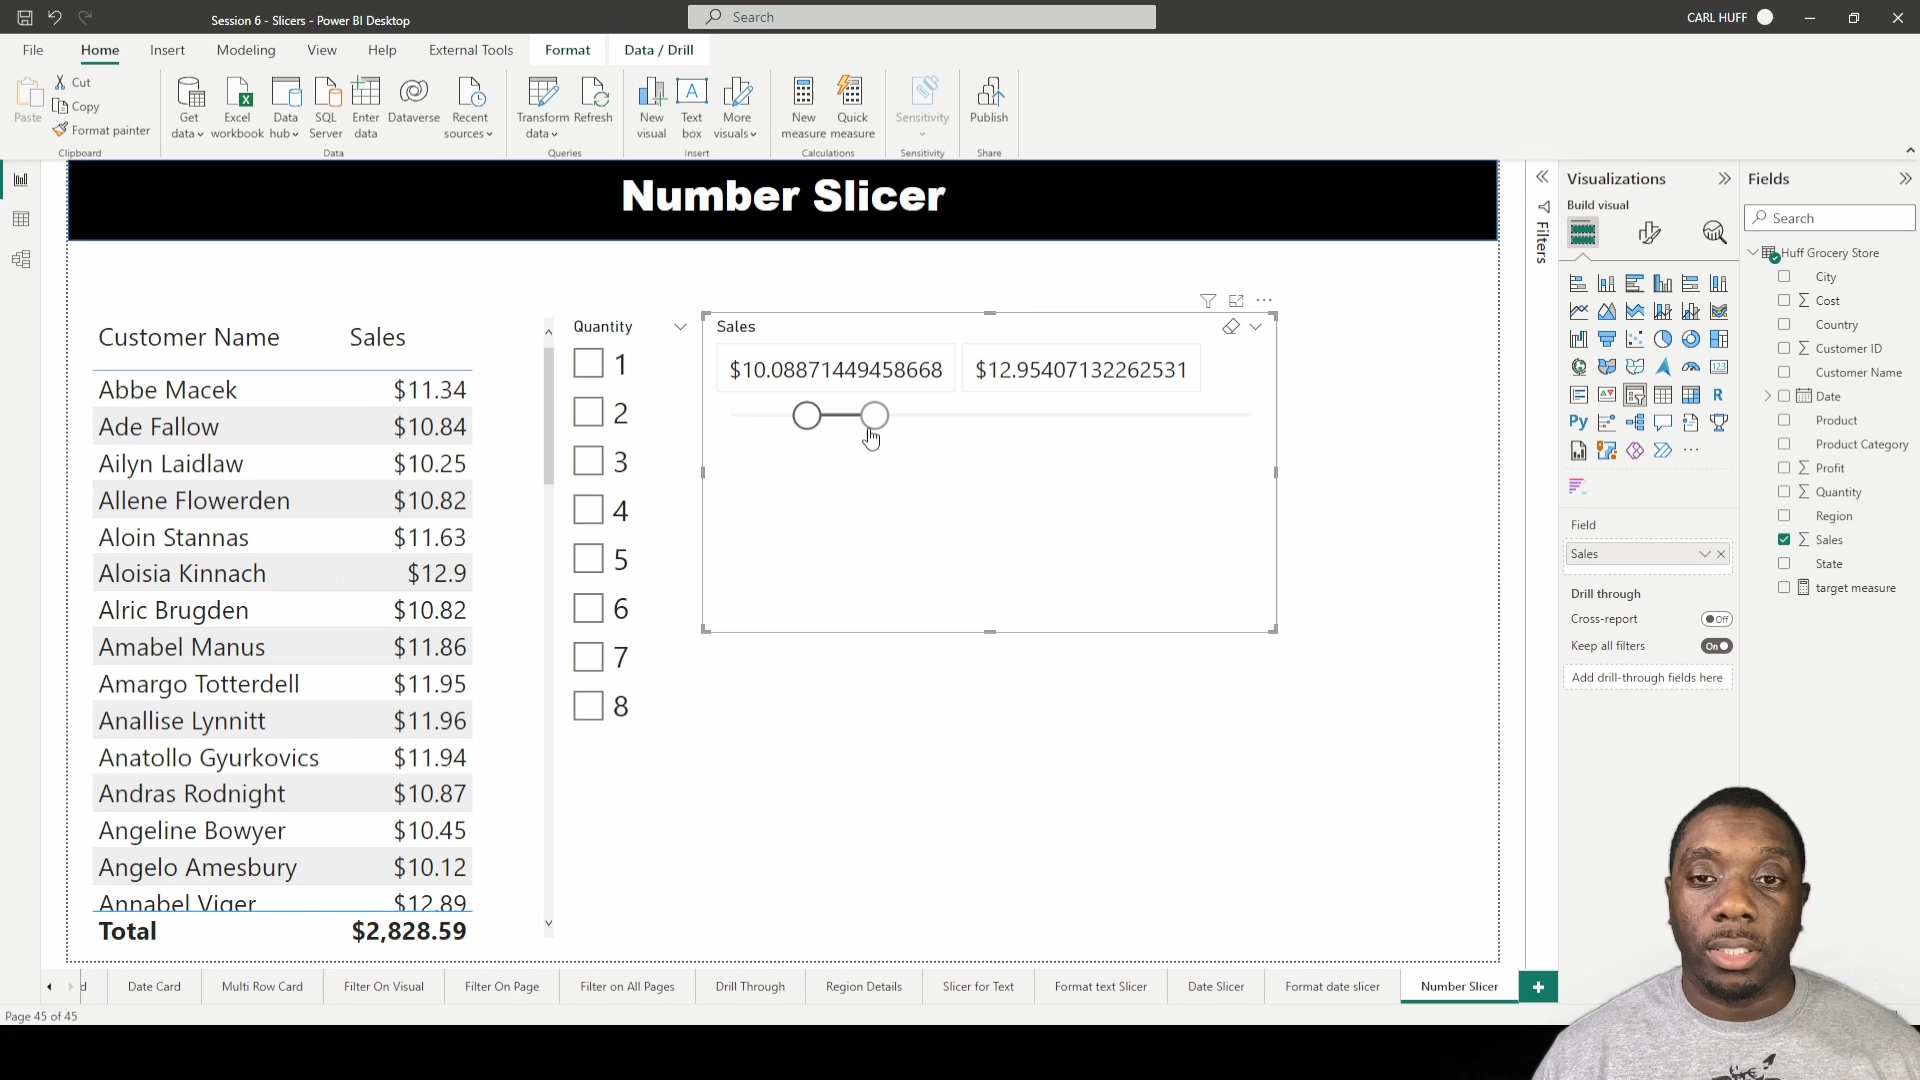 Session 6 - Slicers - Power BI Desktop
Search
CARL HUFF
File
Home
Insert
Modeling
View
Help
External Tools
Format
Data / Drill
Paste
Cut
Copy
Format painter
Clipboard
Get data
Excel workbook
Data hub
SQL Server
Enter data
Dataverse
Recent sources
Data
Transform data
Refresh
Queries
New visual
Text box
More visuals
Insert
New measure
Quick measure
Calculations
Sensitivity
Sensitivity
Publish
Share
Number Slicer
Customer Name Sales
Abbe Macek $11.34
Ade Fallow $10.84
Ailyn Laidlaw $10.25
Allene Flowerden $10.82
Aloin Stannas $11.63
Aloisia Kinnach $12.9
Alric Brugden $10.82
Amabel Manus $11.86
Amargo Totterdell $11.95
Anallise Lynnitt $11.96
Anatollo Gyurkovics $11.94
Andras Rodnight $10.87
Angeline Bowyer $10.45
Angelo Amesbury $10.12
Annabel Viger $12.89
Total $2,828.59
Quantity
1
2
3
4
5
6
7
8
Sales
$10.08871449458668 $12.95407132262531
Filters
Visualizations
Build visual
123
R
Py
Field
Sales
Drill through
Cross-report Off
Keep all filters On
Add drill-through fields here
Fields
Search
Huff Grocery Store
City
Cost
Country
Customer ID
Customer Name
Date
Product
Product Category
Profit
Quantity
Region
Sales
State
target measure
d
Date Card
Multi Row Card
Filter On Visual
Filter On Page
Filter on All Pages
Drill Through
Region Details
Slicer for Text
Format text Slicer
Date Slicer
Format date slicer
Number Slicer
Page 45 of 45